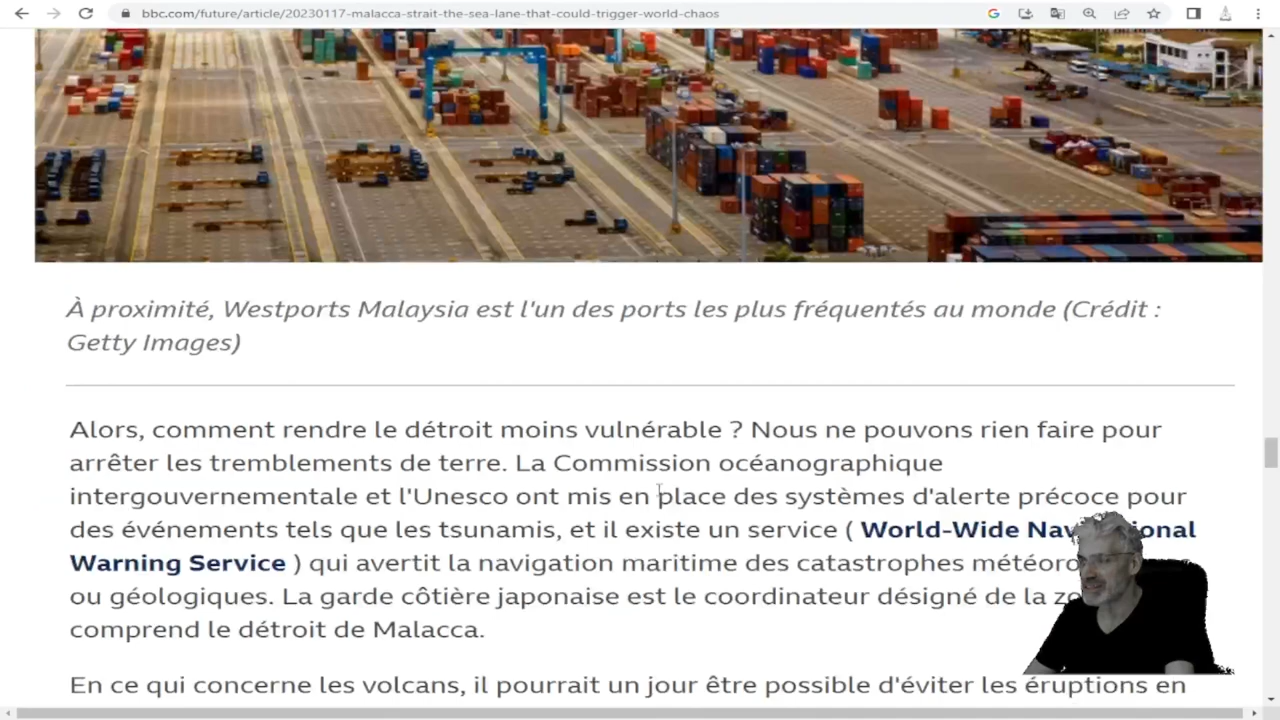 bbc.com/future/article/20230117-malacca-strait-the-sea-lane-that-could-trigger-world-chaos
À proximité, Westports Malaysia est l'un des ports les plus fréquentés au monde (Crédit :
Getty Images)
Alors, comment rendre le détroit moins vulnérable ? Nous ne pouvons rien faire pour
arrêter les tremblements de terre. La Commission océanographique
intergouvernementale et l'Unesco ont mis en place des systèmes d'alerte précoce pour
des événements tels que les tsunamis, et il existe un service ( World-Wide
Warning Service ) qui avertit la navigation maritime des catastrophes
ou géologiques. La garde côtière japonaise est le coordinateur désigné de la
comprend le détroit de Malacca.
En ce qui concerne les volcans, il pourrait un jour être possible d'éviter les éruptions en